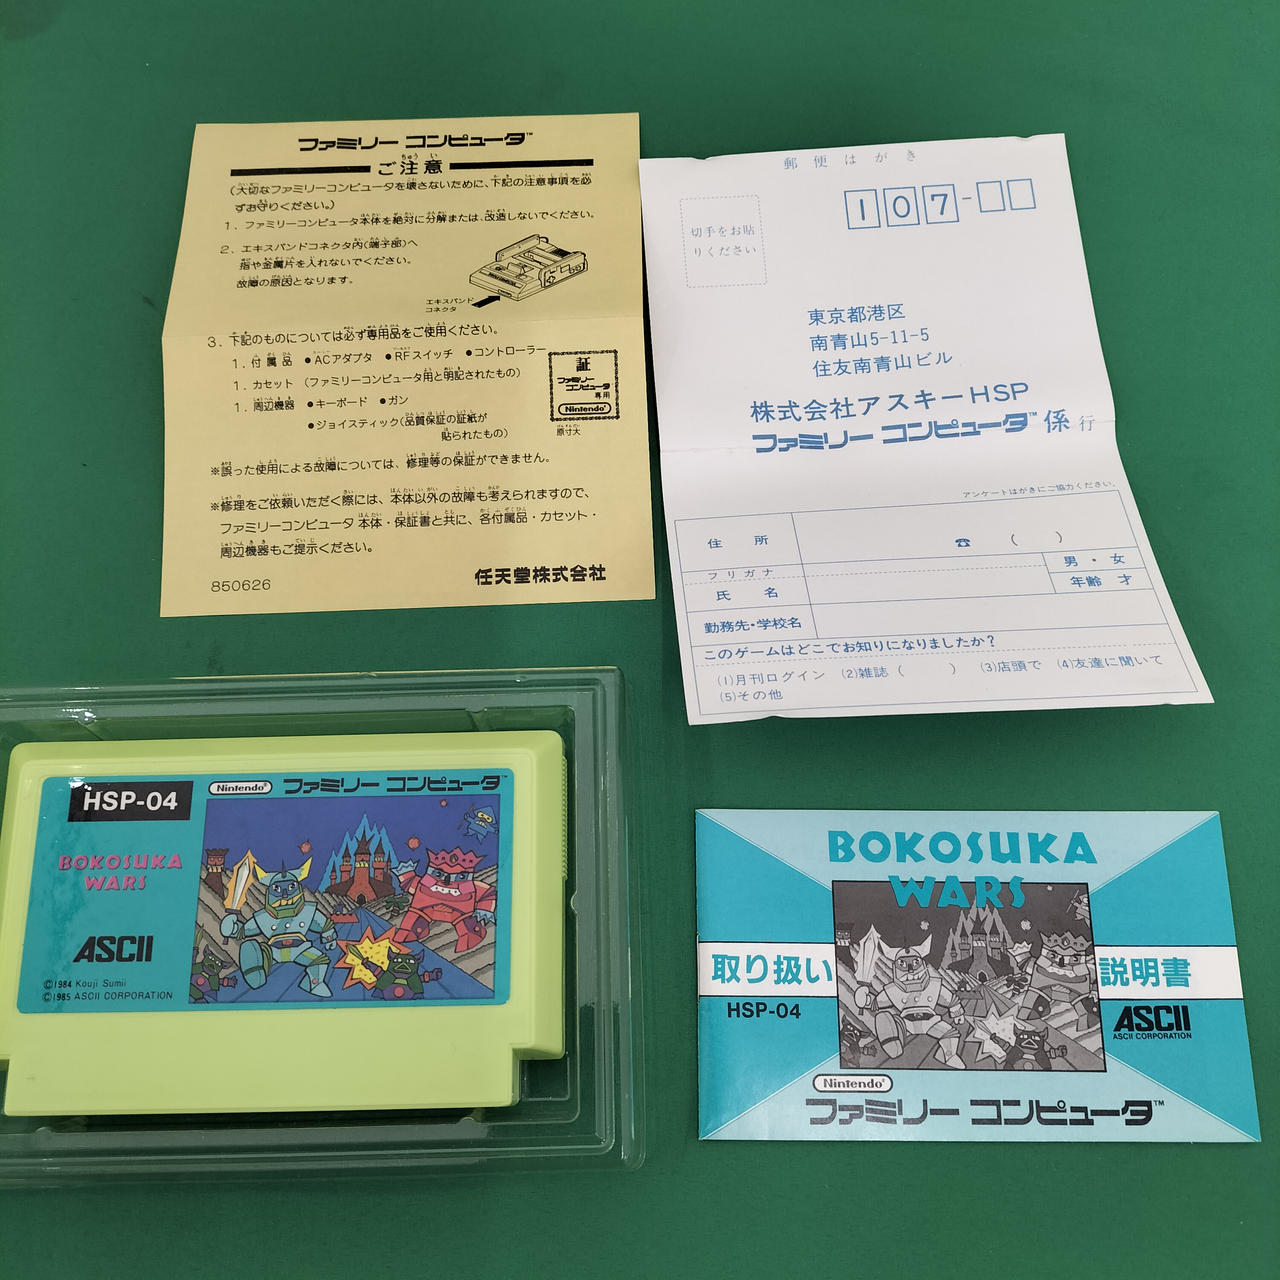 ファミリー コンピュータ™
ご注意
(大切なファミリーコンピュータを壊さないために、下記の注意事項を必
ずお守りください。)
1. ファミリーコンピュータ本体を絶対に分解または、改造しないでください。
2. エキスパンドコネクタ内(端子部)へ
指や金属片を入れないでください。
故障の原因となります。
エキスパンド
コネクタ
3. 下記のものについては必ず専用品をご使用ください。
1. 付属品 ●ACアダプタ ●RFスイッチ ●コントローラー
1. カセット (ファミリーコンピュータ用と明記されたもの)
1. 周辺機器 ●キーボード ●ガン
●ジョイスティック(品質保証の証紙が
貼られたもの)
証
ファミリー
コンピュータ
専用
Nintendo
原寸大
※誤った使用による故障については、修理等の保証ができません。
※修理をご依頼いただく際には、本体以外の故障も考えられますので、
ファミリーコンピュータ 本体・保証書と共に、各付属品・カセット・
周辺機器もご提示ください。
850626
任天堂株式会社
郵便はがき
切手をお貼
りください
107-
東京都港区
南青山5-11-5
住友南青山ビル
株式会社アスキーHSP
ファミリー コンピュータ™ 係 行
アンケートはがきにご協力ください。
住所
☎ ( )
フリガナ
氏名
男・女
年齢 才
勤務先・学校名
このゲームはどこでお知りになりましたか？
(1)月刊ログイン (2)雑誌( ) (3)店頭で (4)友達に聞いて
(5)その他
HSP-04
Nintendo ファミリー コンピュータ™
BOKOSUKA
WARS
ASCII
©1984 Kouji Sumii
©1985 ASCII CORPORATION
BOKOSUKA
WARS
取り扱い説明書
HSP-04
ASCII
ASCII CORPORATION
Nintendo
ファミリー コンピュータ™